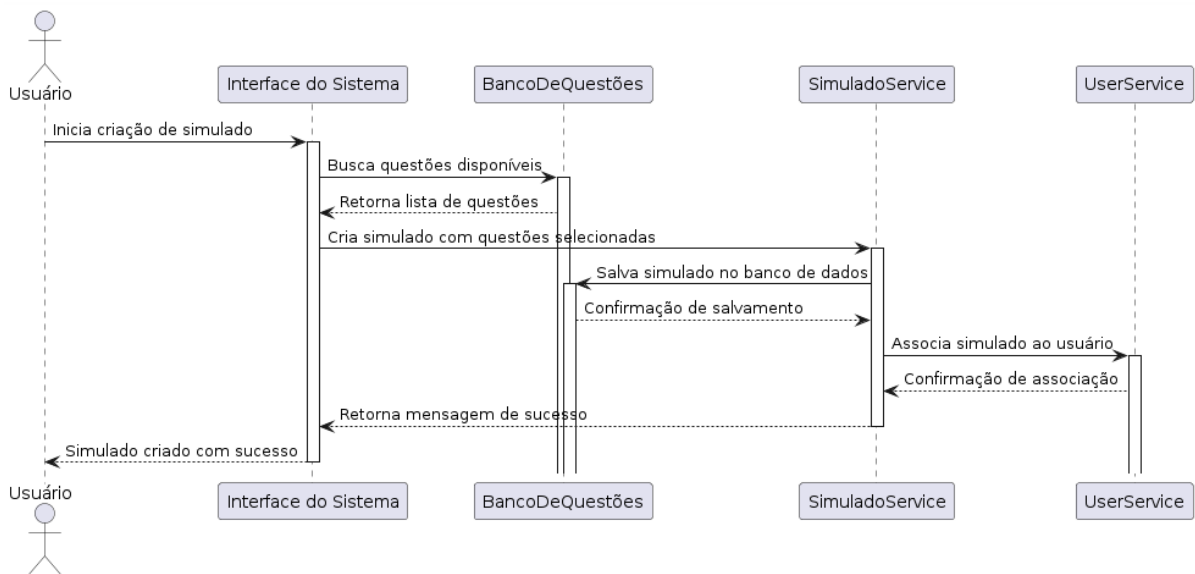 Usuário
Interface do Sistema
BancoDeQuestões
SimuladoService
UserService
Inicia criação de simulado
Busca questões disponíveis
Retorna lista de questões
Cria simulado com questões selecionadas
Salva simulado no banco de dados
Confirmação de salvamento
Associa simulado ao usuário
Confirmação de associação
Retorna mensagem de sucesso
Simulado criado com sucesso
Usuário
Interface do Sistema
BancoDeQuestões
SimuladoService
UserService